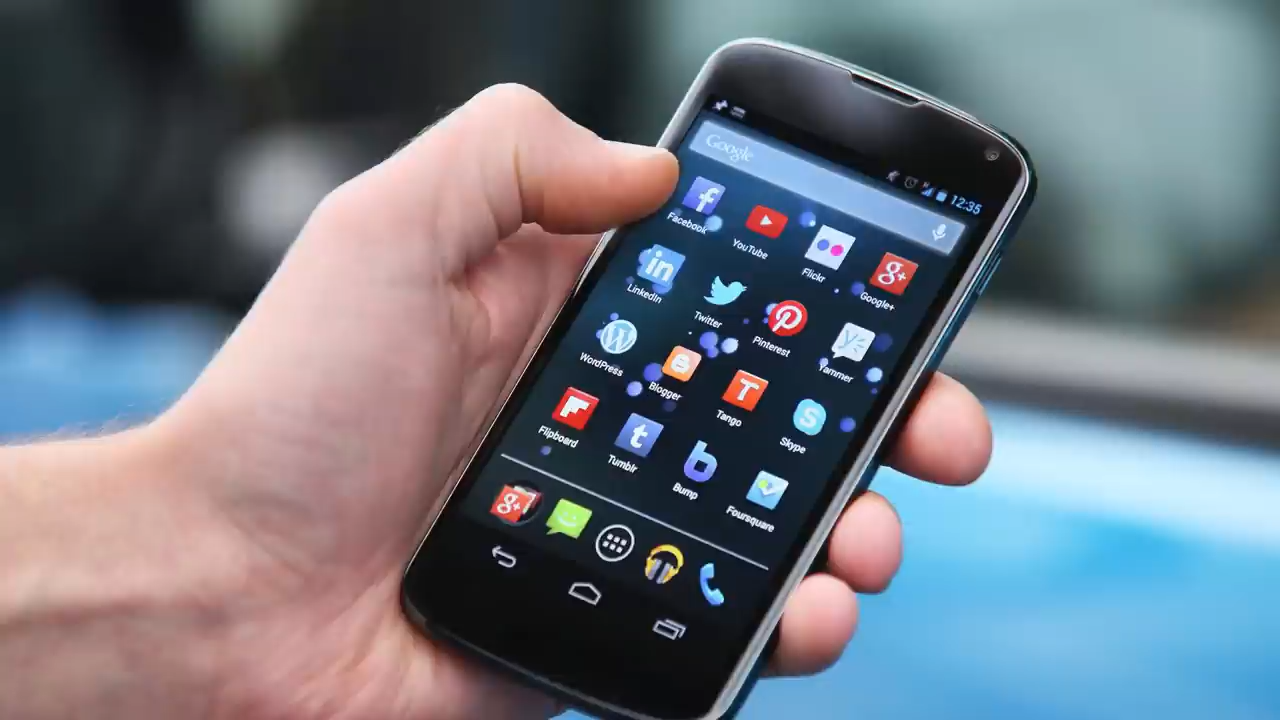 Google
12:35
Facebook
YouTube
Flickr
Google+
LinkedIn
Twitter
Pinterest
Yammer
WordPress
Blogger
Tango
Skype
Flipboard
Tumblr
Bump
Foursquare